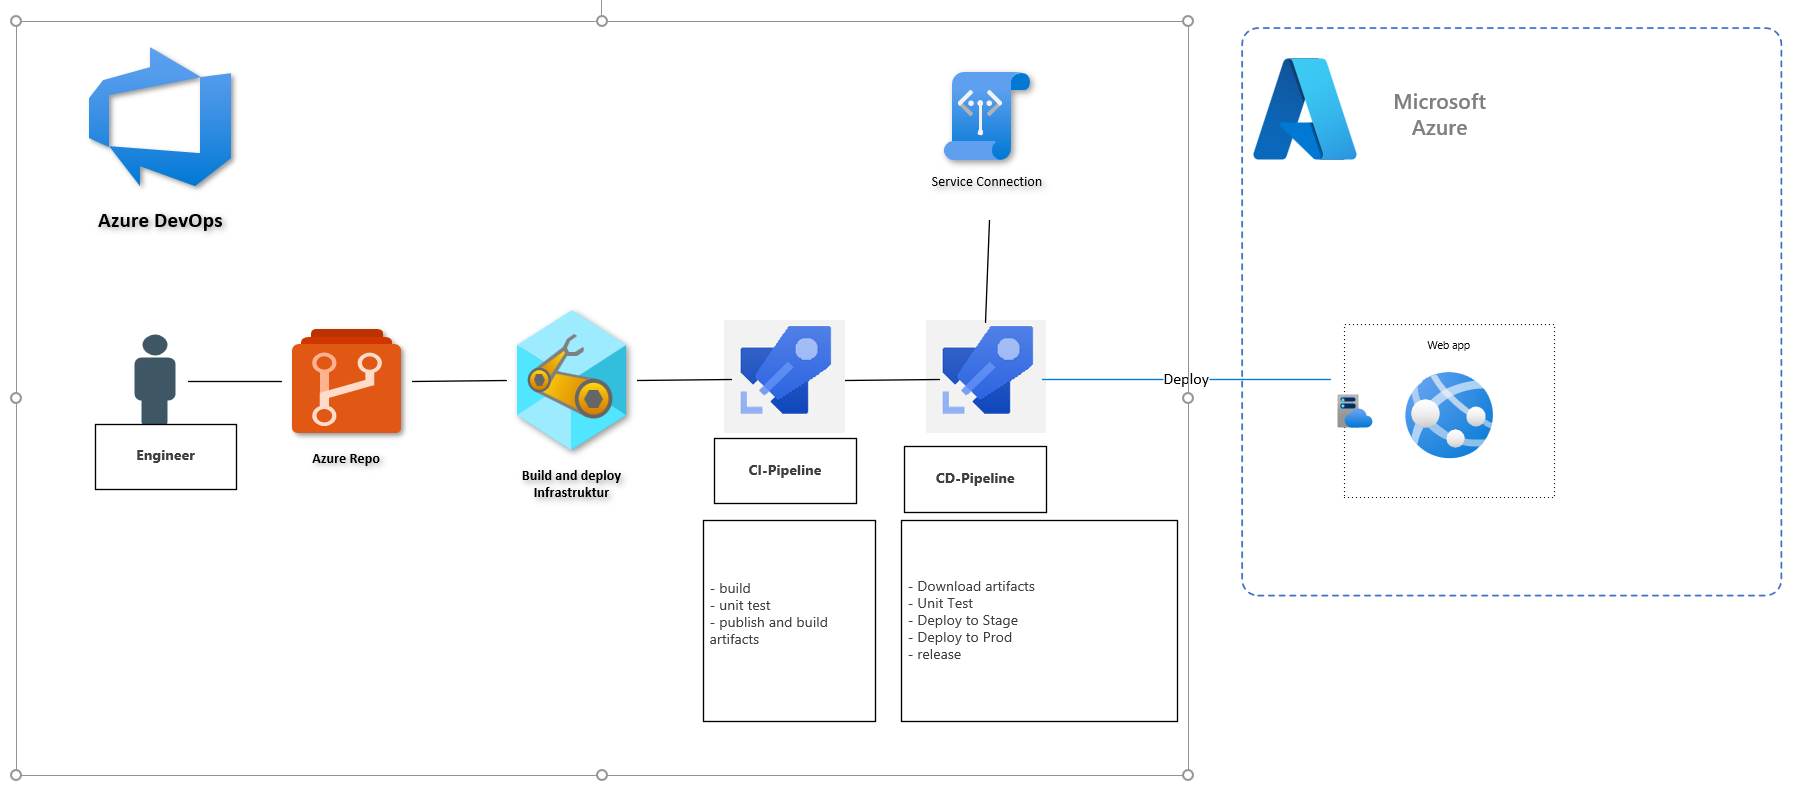 Azure DevOps
Service Connection
Microsoft
Azure
Engineer
Azure Repo
Build and deploy
Infrastruktur
CI-Pipeline
CD-Pipeline
Deploy
Web app
- build
- unit test
- publish and build
artifacts
- Download artifacts
- Unit Test
- Deploy to Stage
- Deploy to Prod
- release